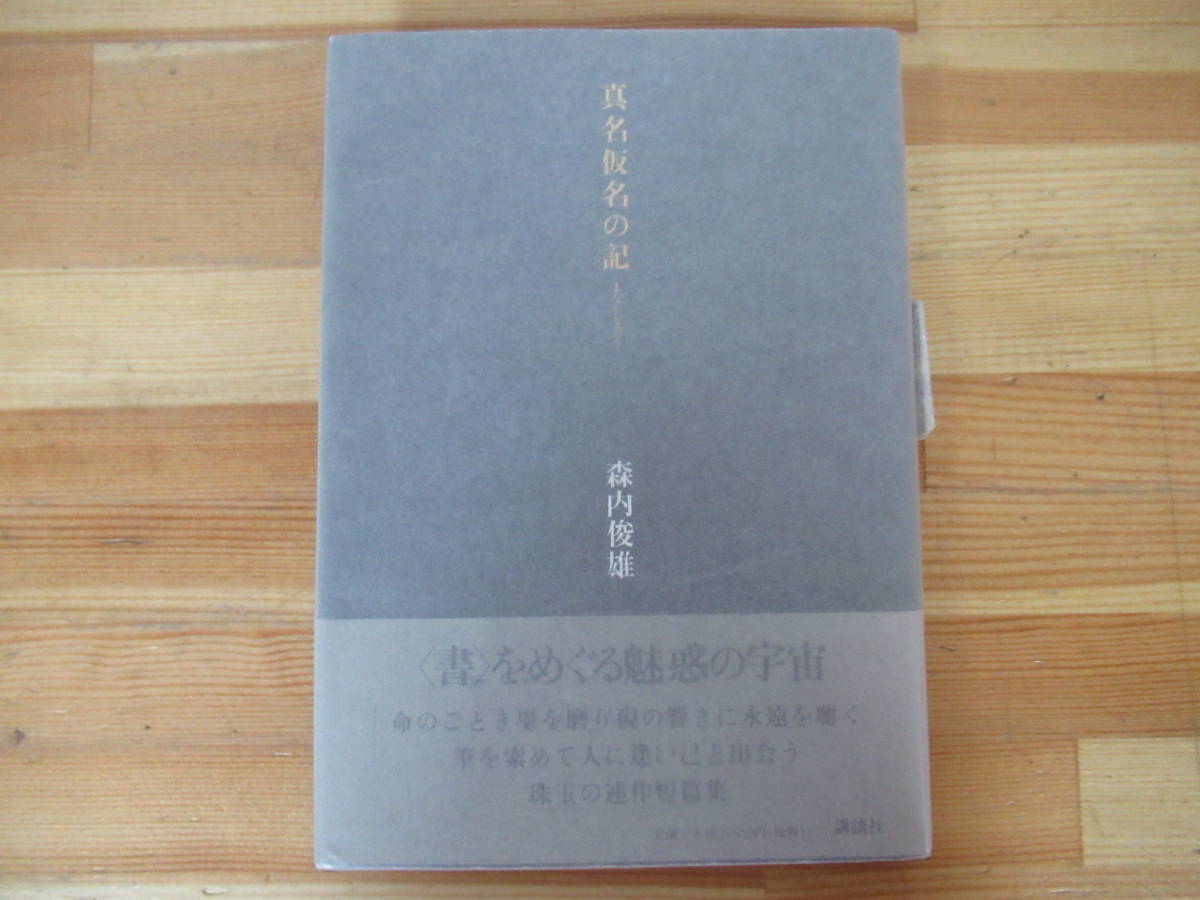 真名仮名の記
森内俊雄
〈書〉をめぐる魅惑の宇宙
命のごとき墨を磨り硯の響きに永遠を聴く
筆を索めて人に逢い己と出会う
珠玉の連作短篇集
講談社